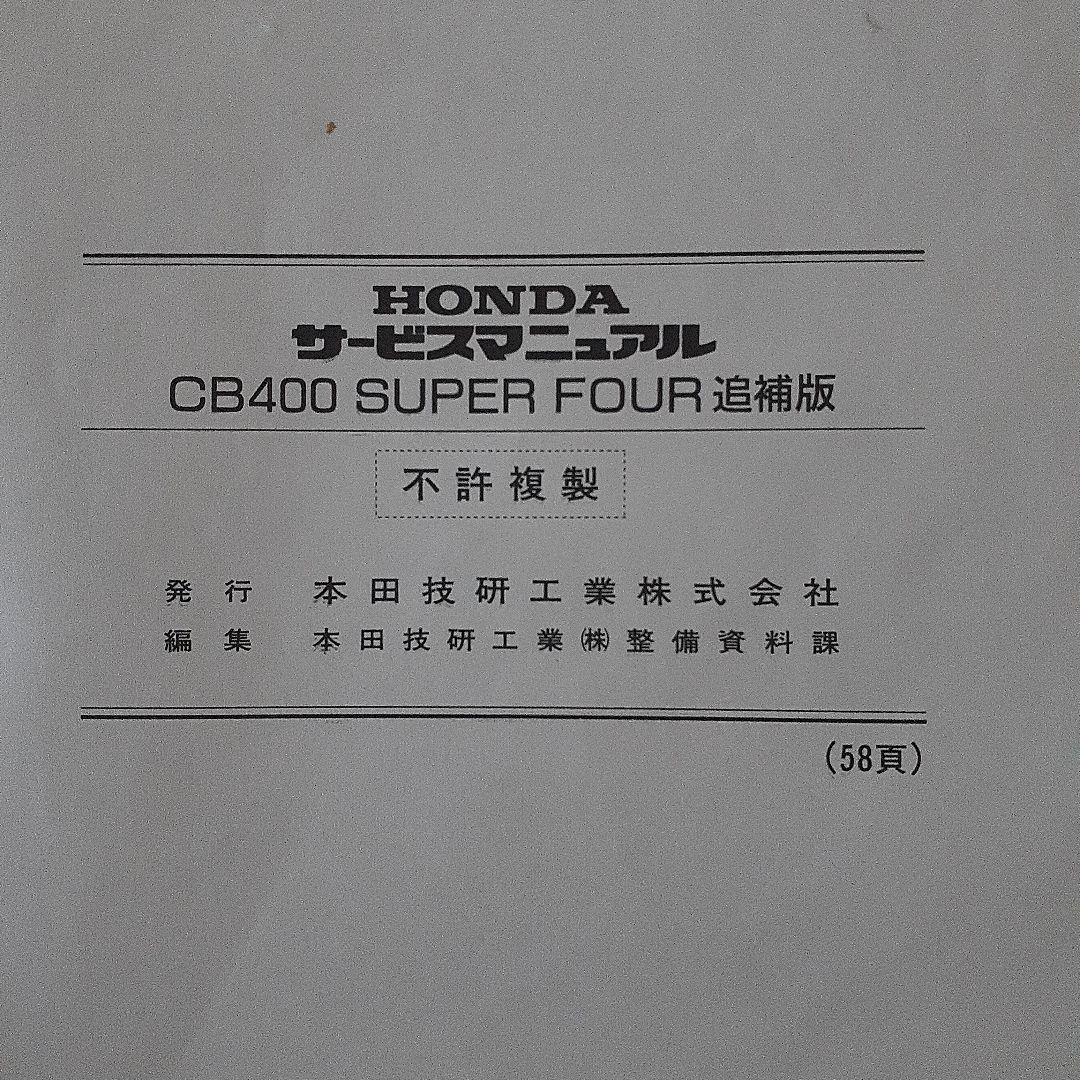 HONDA
サービスマニュアル
CB400 SUPER FOUR 追補版
不許複製
発行 本田技研工業株式会社
編集 本田技研工業㈱整備資料課
(58頁)